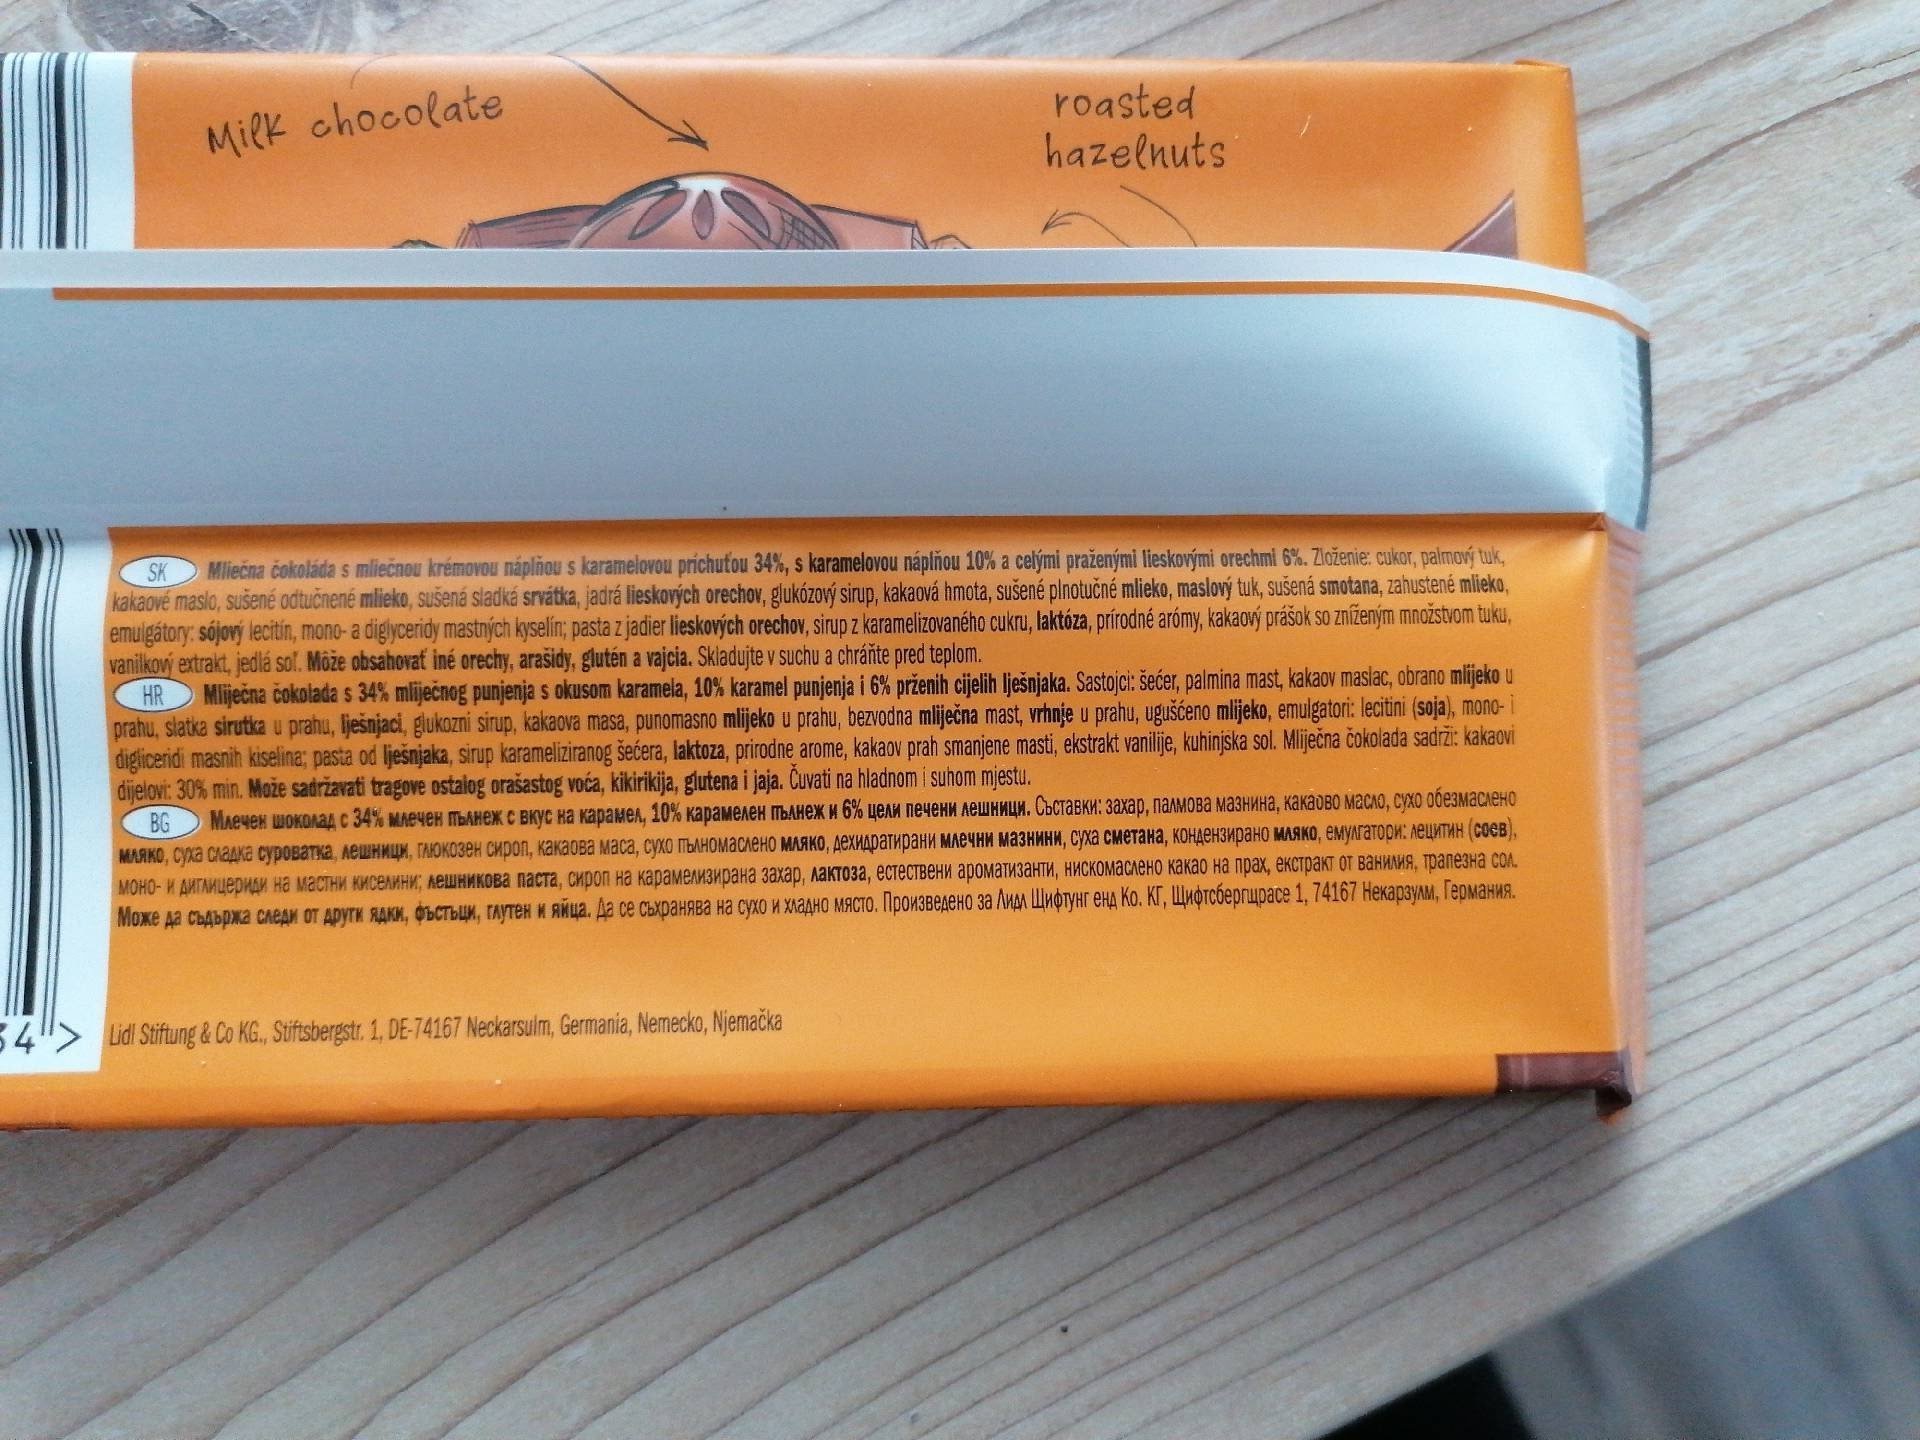 Milk chocolate
roasted
hazelnuts
SK Mliečna čokoláda s mliečnou krémovou náplňou s karamelovou príchuťou 34%, s karamelovou náplňou 10% a celými praženými lieskovými orechmi 6%. Zloženie: cukor, palmový tuk,
kakaové maslo, sušené odtučnené mlieko, sušená sladká srvátka, jadrá lieskových orechov, glukózový sirup, kakaová hmota, sušené plnotučné mlieko, maslový tuk, sušená smotana, zahustené mlieko,
emulgátory: sójový lecitín, mono- a diglyceridy mastných kyselín; pasta z jadier lieskových orechov, sirup z karamelizovaného cukru, laktóza, prírodné arómy, kakaový prášok so zníženým množstvom tuku,
vanilkový extrakt, jedlá soľ. Môže obsahovať iné orechy, arašidy, glutén a vajcia. Skladujte v suchu a chráňte pred teplom.
HR Mliječna čokolada s 34% mliječnog punjenja s okusom karamela, 10% karamel punjenja i 6% prženih cijelih lješnjaka. Sastojci: šećer, palmina mast, kakaov maslac, obrano mlijeko u
prahu, slatka sirutka u prahu, lješnjaci, glukozni sirup, kakaova masa, punomasno mlijeko u prahu, bezvodna mliječna mast, vrhnje u prahu, ugušćeno mlijeko, emulgatori: lecitini (soja), mono- i
digliceridi masnih kiselina; pasta od lješnjaka, sirup karameliziranog šećera, laktoza, prirodne arome, kakaov prah smanjene masti, ekstrakt vanilije, kuhinjska sol. Mliječna čokolada sadrži: kakaovi
dijelovi: 30% min. Može sadržavati tragove ostalog orašastog voća, kikirikija, glutena i jaja. Čuvati na hladnom i suhom mjestu.
BG Млечен шоколад с 34% млечен пълнеж с вкус на карамел, 10% карамелен пълнеж и 6% цели печени лешници. Съставки: захар, палмова мазнина, какаово масло, сухо обезмаслено
мляко, суха сладка суроватка, лешници, глюкозен сироп, какаова маса, сухо пълномаслено мляко, дехидратирани млечни мазнини, суха сметана, кондензирано мляко, емулгатори: лецитин (соев),
моно- и диглицериди на мастни киселини; лешникова паста, сироп на карамелизирана захар, лактоза, естествени ароматизанти, нискомаслено какао на прах, екстракт от ванилия, трапезна сол.
Може да съдържа следи от други ядки, фъстъци, глутен и яйца. Да се съхранява на сухо и хладно място. Произведено за Лидл Щифтунг енд Ко. КГ, Щифтсбергщрасе 1, 74167 Некарзулм, Германия.
34 >
Lidl Stiftung & Co KG., Stiftsbergstr. 1, DE-74167 Neckarsulm, Germania, Nemecko, Njemačka